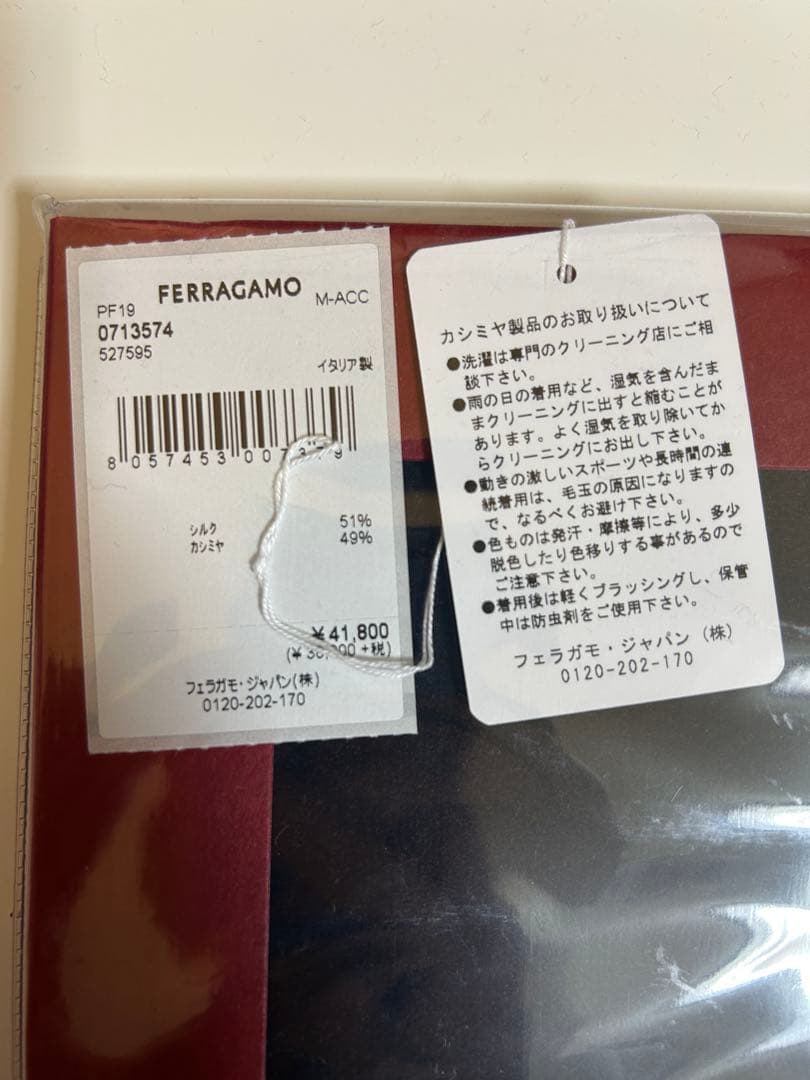 FERRAGAMO
PF19
M-ACC
0713574
527595
イタリア製
8 057453
シルク 51%
カシミヤ 49%
¥41,800
+税)
フェラガモ・ジャパン(株)
0120-202-170
カシミヤ製品のお取り扱いについて
●洗濯は専門のクリーニング店にご相
談下さい。
●雨の日の着用など、湿気を含んだま
まクリーニングに出すと縮むことが
あります。よく湿気を取り除いてか
らクリーニングにお出し下さい。
●動きの激しいスポーツや長時間の連
続着用は、毛玉の原因になりますの
で、なるべくお避け下さい。
●色ものは発汗・摩擦等により、多少
脱色したり色移りする事があるので
ご注意下さい。
●着用後は軽くブラッシングし、保管
中は防虫剤をご使用下さい。
フェラガモ・ジャパン (株)
0120-202-170